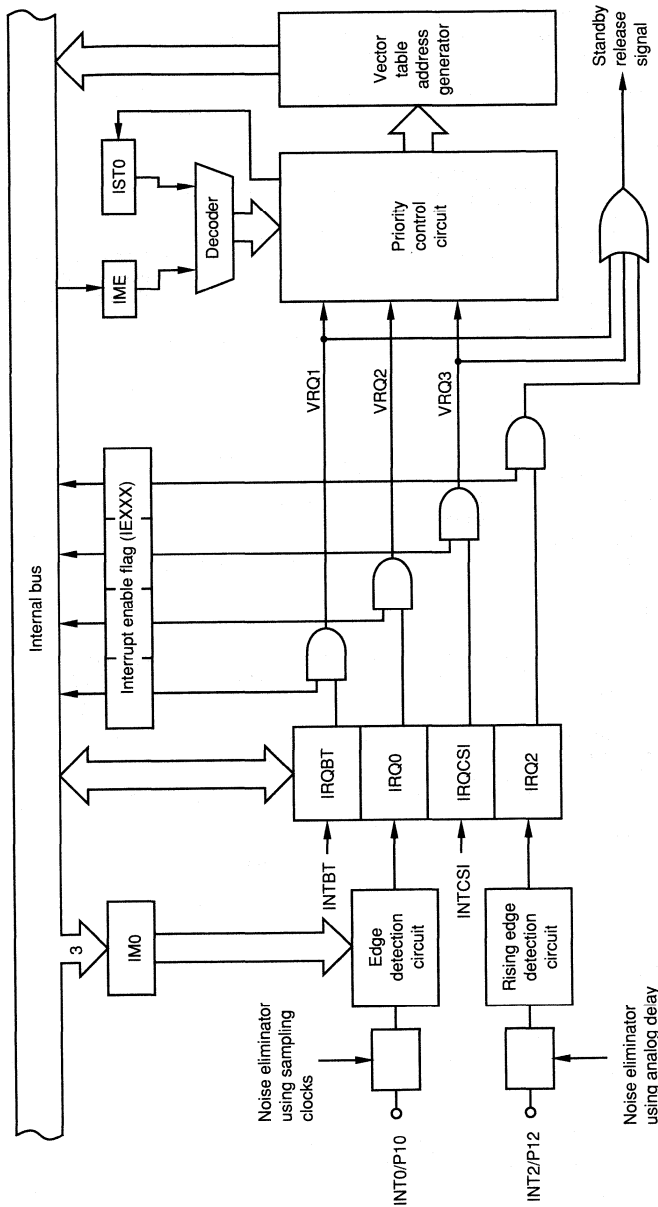 Internal bus
3
IM0
Interrupt enable flag (IEXXX)
IME
IST0
Decoder
Noise eliminator
using sampling
clocks
INT0/P10
Edge
detection
circuit
INTBT
IRQBT
IRQ0
INTCSI
IRQCSI
IRQ2
VRQ1
VRQ2
VRQ3
Priority
control
circuit
Vector
table
address
generator
INT2/P12
Rising edge
detection
circuit
Noise eliminator
using analog delay
Standby
release
signal